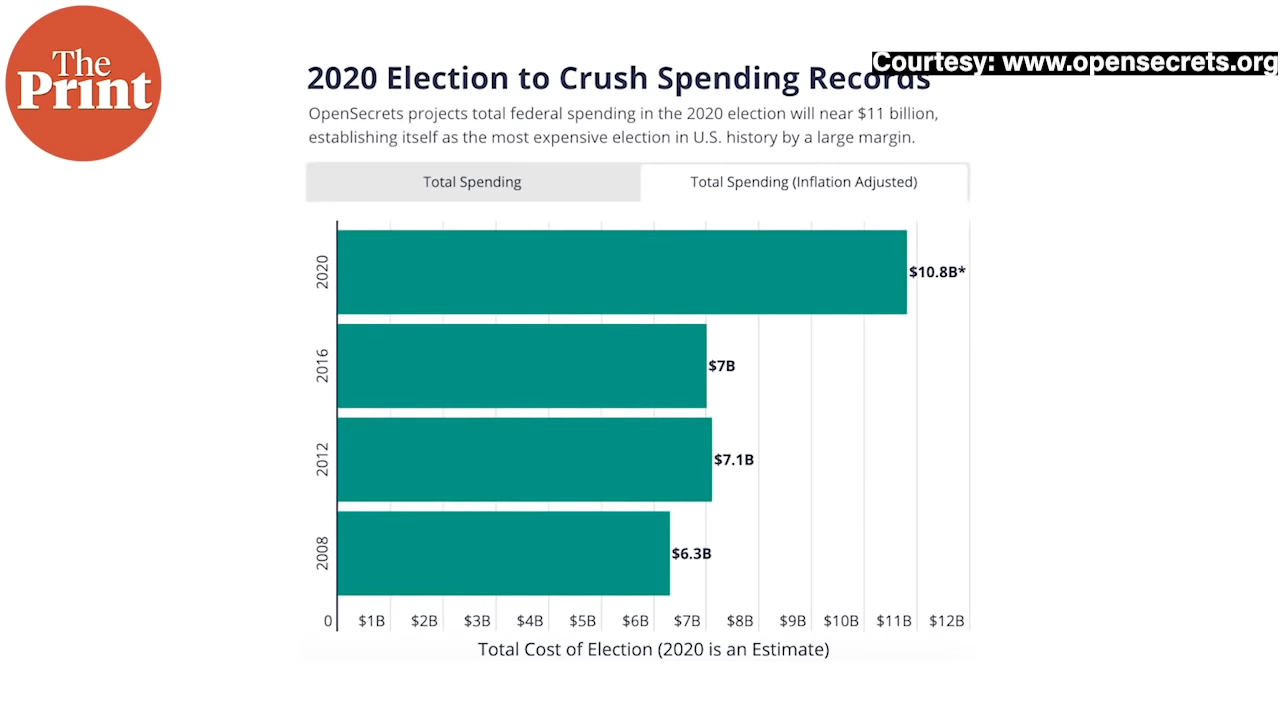 The
Print
Courtesy: www.opensecrets.org
2020 Election to Crush Spending Records
OpenSecrets projects total federal spending in the 2020 election will near $11 billion,
establishing itself as the most expensive election in U.S. history by a large margin.
Total Spending
Total Spending (Inflation Adjusted)
2020
$10.8B*
2016
$7B
2012
$7.1B
2008
$6.3B
0 $1B $2B $3B $4B $5B $6B $7B $8B $9B $10B $11B $12B
Total Cost of Election (2020 is an Estimate)